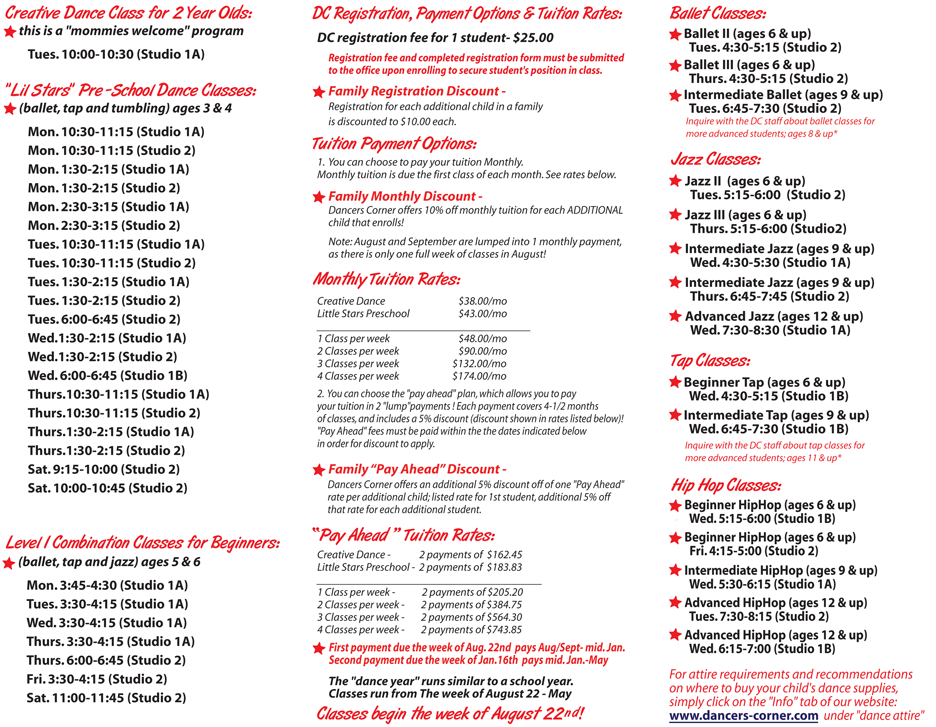 Creative Dance Class for 2 Year Olds:
this is a "mommies welcome" program
Tues. 10:00-10:30 (Studio 1A)
"Lil Stars" Pre-School Dance Classes:
(ballet, tap and tumbling) ages 3 & 4
Mon. 10:30-11:15 (Studio 1A)
Mon. 10:30-11:15 (Studio 2)
Mon. 1:30-2:15 (Studio 1A)
Mon. 1:30-2:15 (Studio 2)
Mon. 2:30-3:15 (Studio 1A)
Mon. 2:30-3:15 (Studio 2)
Tues. 10:30-11:15 (Studio 1A)
Tues. 10:30-11:15 (Studio 2)
Tues. 1:30-2:15 (Studio 1A)
Tues. 1:30-2:15 (Studio 2)
Tues. 6:00-6:45 (Studio 2)
Wed.1:30-2:15 (Studio 1A)
Wed.1:30-2:15 (Studio 2)
Wed. 6:00-6:45 (Studio 1B)
Thurs.10:30-11:15 (Studio 1A)
Thurs.10:30-11:15 (Studio 2)
Thurs.1:30-2:15 (Studio 1A)
Thurs.1:30-2:15 (Studio 2)
Sat. 9:15-10:00 (Studio 2)
Sat. 10:00-10:45 (Studio 2)
Level 1 Combination Classes for Beginners:
(ballet, tap and jazz) ages 5 & 6
Mon. 3:45-4:30 (Studio 1A)
Tues. 3:30-4:15 (Studio 1A)
Wed. 3:30-4:15 (Studio 1A)
Thurs. 3:30-4:15 (Studio 1A)
Thurs. 6:00-6:45 (Studio 2)
Fri. 3:30-4:15 (Studio 2)
Sat. 11:00-11:45 (Studio 2)
DC Registration, Payment Options & Tuition Rates:
DC registration fee for 1 student- $25.00
Registration fee and completed registration form must be submitted
to the office upon enrolling to secure student's position in class.
Family Registration Discount -
Registration for each additional child in a family
is discounted to $10.00 each.
Tuition Payment Options:
1. You can choose to pay your tuition Monthly.
Monthly tuition is due the first class of each month. See rates below.
Family Monthly Discount -
Dancers Corner offers 10% off monthly tuition for each ADDITIONAL
child that enrolls!
Note: August and September are lumped into 1 monthly payment,
as there is only one full week of classes in August!
Monthly Tuition Rates:
Creative Dance $38.00/mo
Little Stars Preschool $43.00/mo
1 Class per week $48.00/mo
2 Classes per week $90.00/mo
3 Classes per week $132.00/mo
4 Classes per week $174.00/mo
2. You can choose the "pay ahead" plan, which allows you to pay
your tuition in 2 "lump"payments ! Each payment covers 4-1/2 months
of classes, and includes a 5% discount (discount shown in rates listed below)!
"Pay Ahead" fees must be paid within the the dates indicated below
in order for discount to apply.
Family “Pay Ahead” Discount -
Dancers Corner offers an additional 5% discount off of one "Pay Ahead"
rate per additional child; listed rate for 1st student, additional 5% off
that rate for each additional student.
“Pay Ahead” Tuition Rates:
Creative Dance - 2 payments of $162.45
Little Stars Preschool - 2 payments of $183.83
1 Class per week - 2 payments of $205.20
2 Classes per week - 2 payments of $384.75
3 Classes per week - 2 payments of $564.30
4 Classes per week - 2 payments of $743.85
First payment due the week of Aug. 22nd pays Aug/Sept- mid. Jan.
Second payment due the week of Jan.16th pays mid. Jan.-May
The "dance year" runs similar to a school year.
Classes run from The week of August 22 - May
Classes begin the week of August 22nd!
Ballet Classes:
Ballet II (ages 6 & up)
Tues. 4:30-5:15 (Studio 2)
Ballet III (ages 6 & up)
Thurs. 4:30-5:15 (Studio 2)
Intermediate Ballet (ages 9 & up)
Tues. 6:45-7:30 (Studio 2)
Inquire with the DC staff about ballet classes for
more advanced students; ages 8 & up*
Jazz Classes:
Jazz II (ages 6 & up)
Tues. 5:15-6:00 (Studio 2)
Jazz III (ages 6 & up)
Thurs. 5:15-6:00 (Studio2)
Intermediate Jazz (ages 9 & up)
Wed. 4:30-5:30 (Studio 1A)
Intermediate Jazz (ages 9 & up)
Thurs. 6:45-7:45 (Studio 2)
Advanced Jazz (ages 12 & up)
Wed. 7:30-8:30 (Studio 1A)
Tap Classes:
Beginner Tap (ages 6 & up)
Wed. 4:30-5:15 (Studio 1B)
Intermediate Tap (ages 9 & up)
Wed. 6:45-7:30 (Studio 1B)
Inquire with the DC staff about tap classes for
more advanced students; ages 11 & up*
Hip Hop Classes:
Beginner HipHop (ages 6 & up)
Wed. 5:15-6:00 (Studio 1B)
Beginner HipHop (ages 6 & up)
Fri. 4:15-5:00 (Studio 2)
Intermediate HipHop (ages 9 & up)
Wed. 5:30-6:15 (Studio 1A)
Advanced HipHop (ages 12 & up)
Tues. 7:30-8:15 (Studio 2)
Advanced HipHop (ages 12 & up)
Wed. 6:15-7:00 (Studio 1B)
For attire requirements and recommendations
on where to buy your child's dance supplies,
simply click on the "Info" tab of our website:
www.dancers-corner.com under "dance attire"